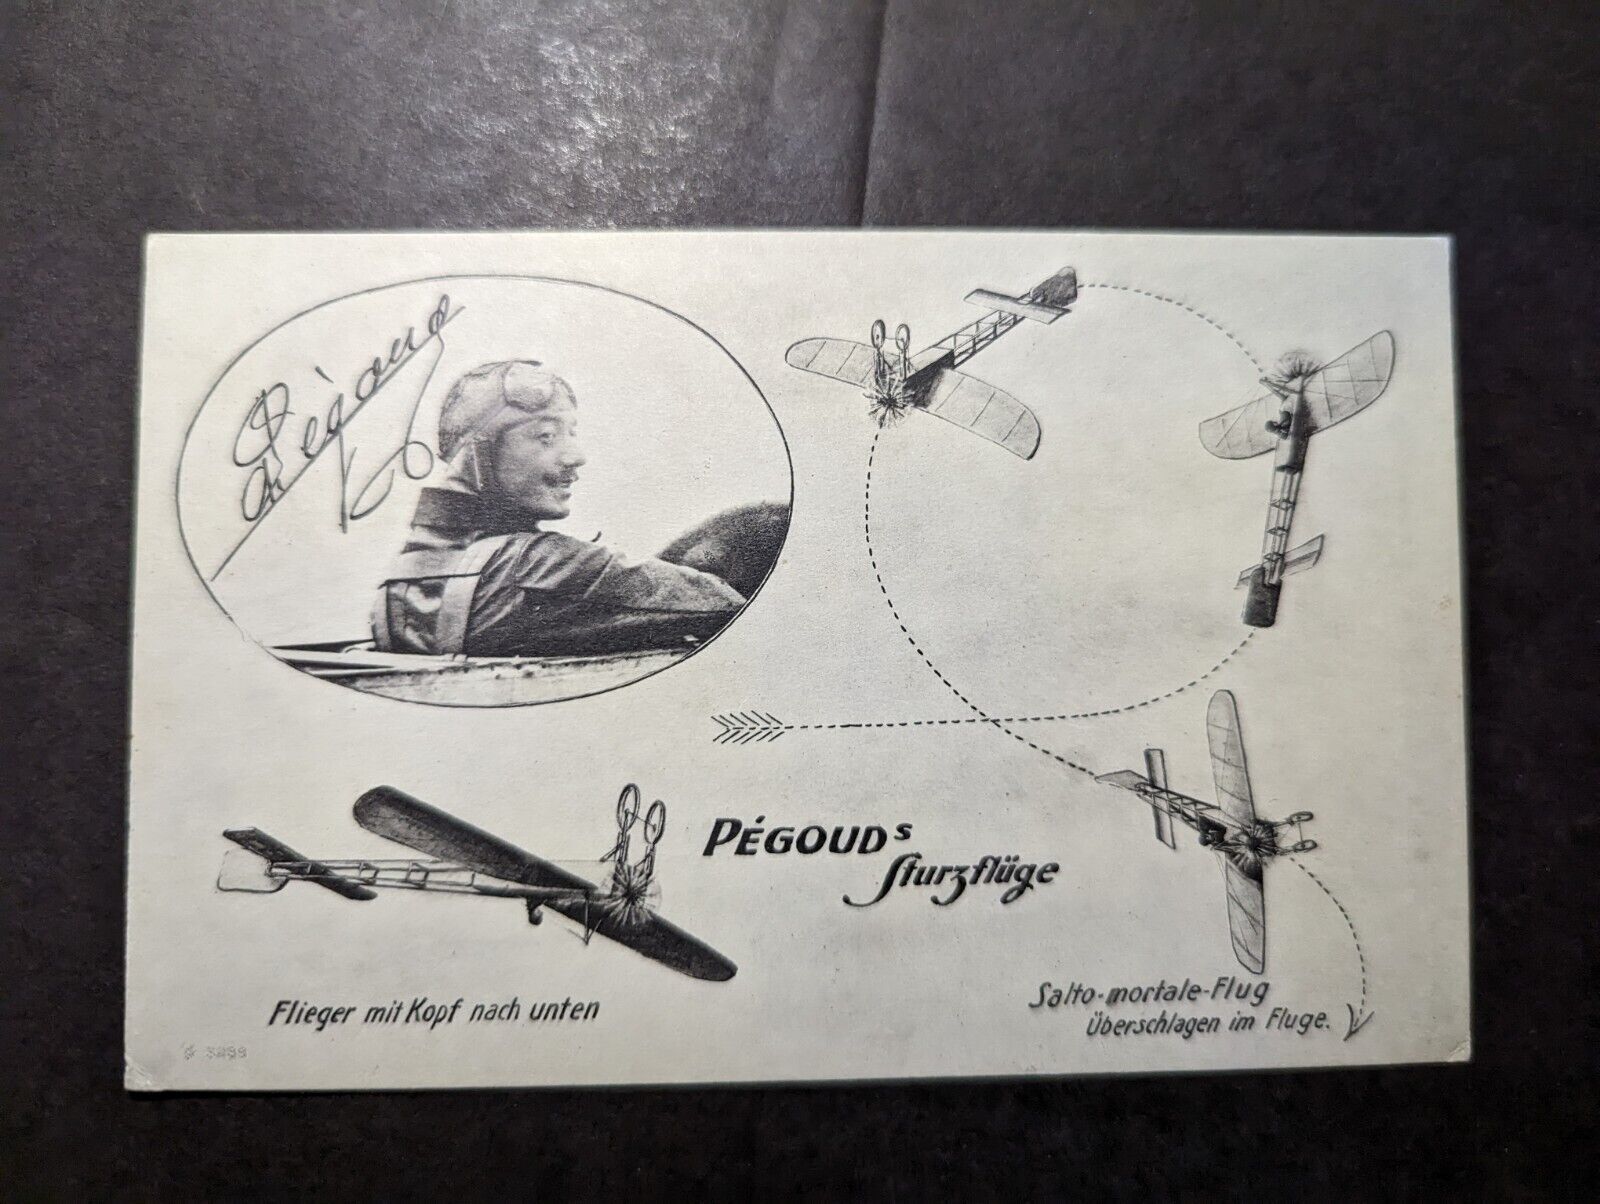 Pégoud
PÉGOUDs
Sturzflüge
Flieger mit Kopf nach unten
Salto-mortale-Flug
Überschlagen im Fluge.